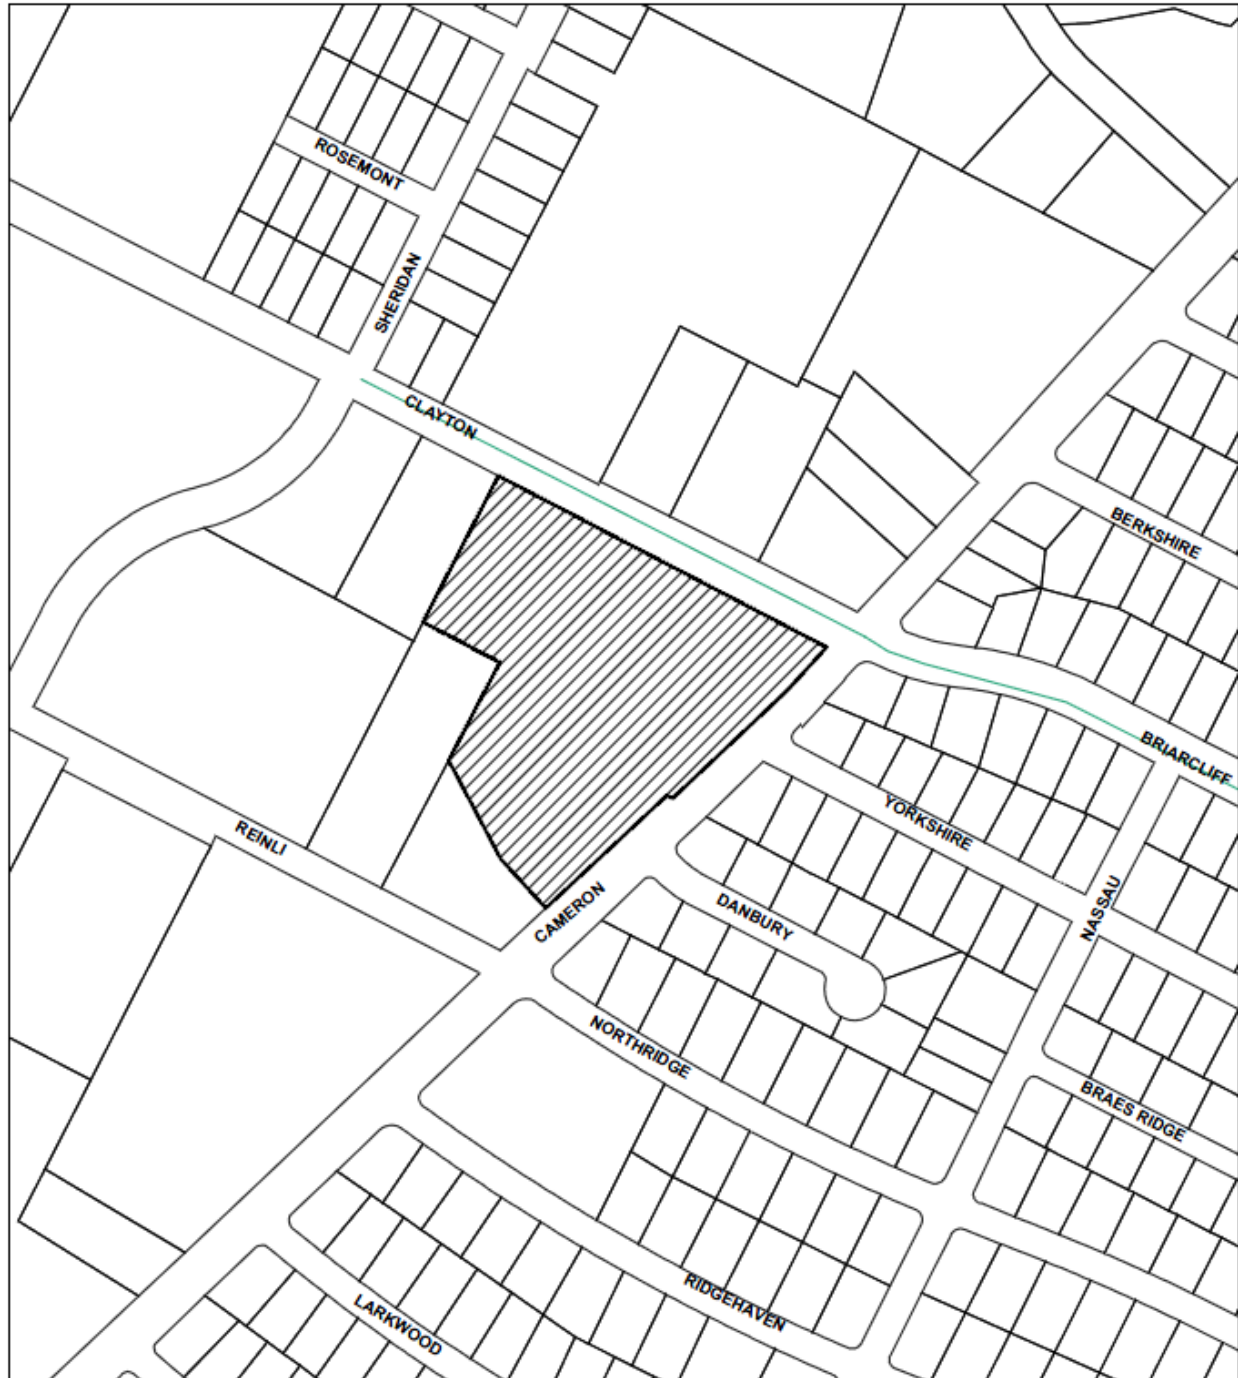 ROSEMONT
SHERIDAN
CLAYTON
BERKSHIRE
BRIARCLIFF
YORKSHIRE
REINLI
NASSAU
CAMERON
DANBURY
NORTHRIDGE
BRAES RIDGE
RIDGEHAVEN
LARKWOOD